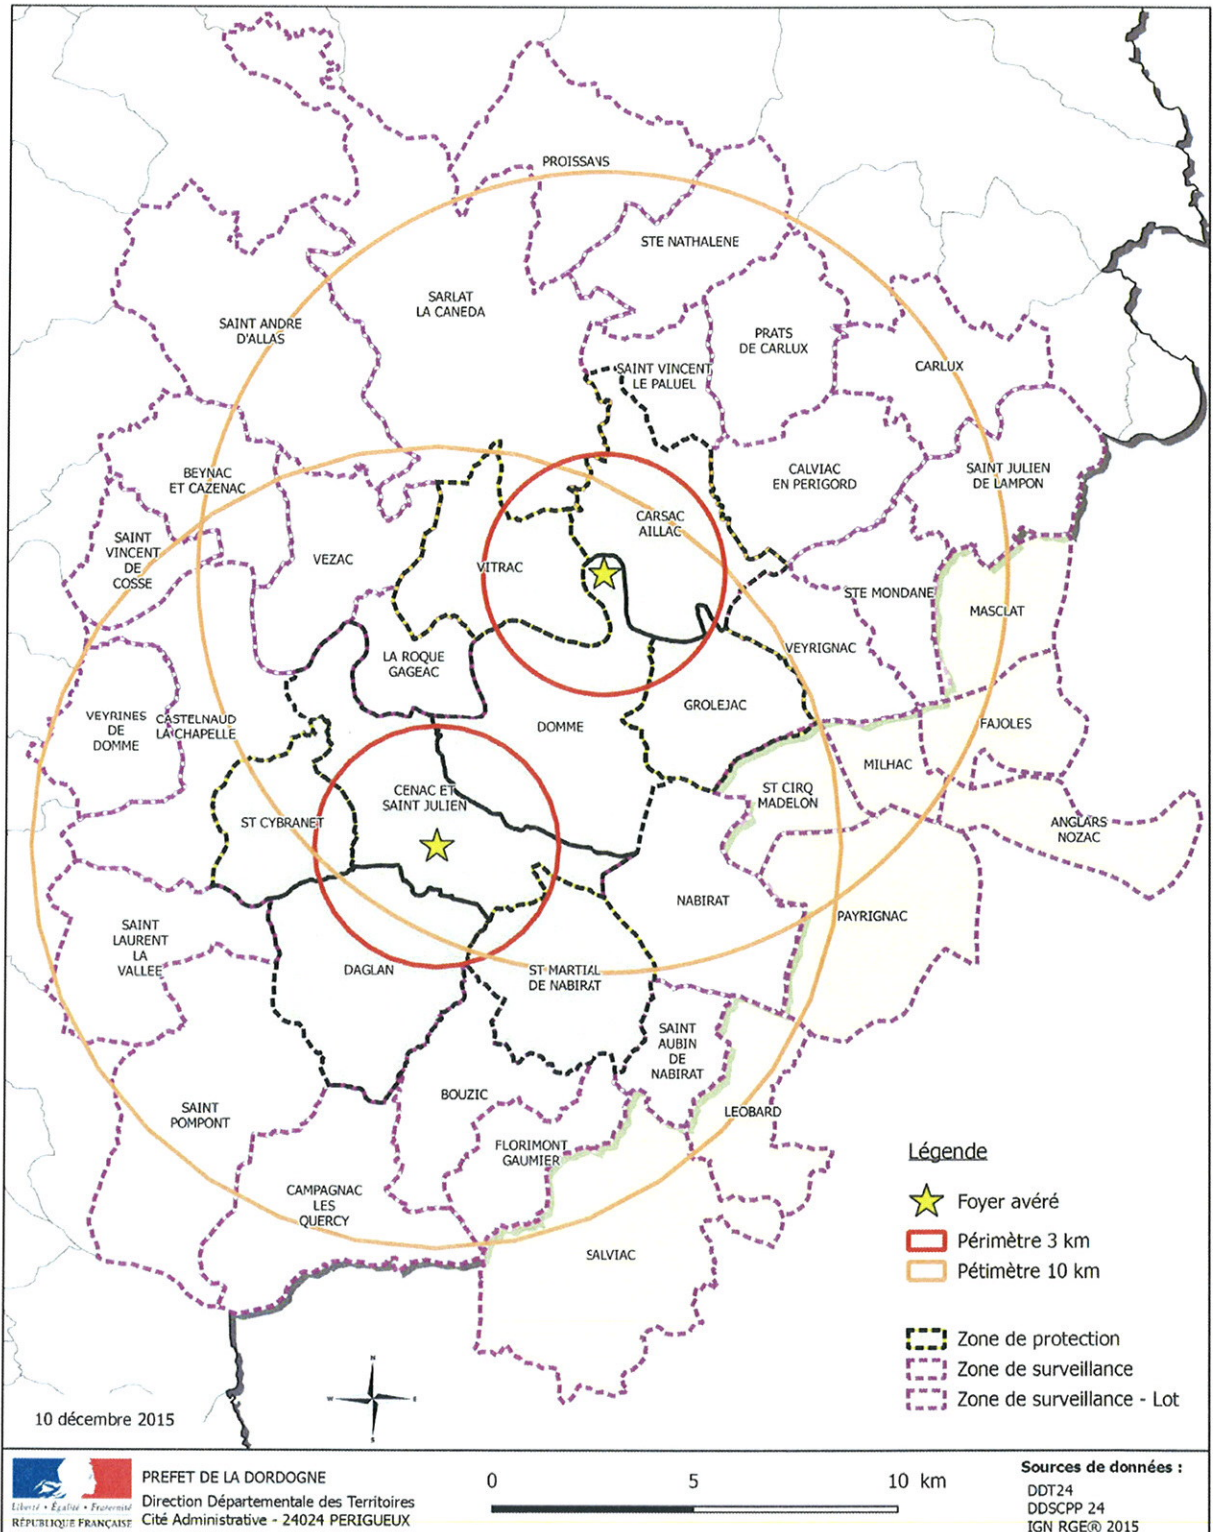 PROISSANS
STE NATHALENE
SARLAT
LA CANEDA
SAINT ANDRE
D'ALLAS
PRATS
DE CARLUX
SAINT VINCENT
LE PALUEL
CARLUX
BEYNAC
ET CAZENAC
CALVIAC
EN PERIGORD
SAINT JULIEN
DE LAMPON
CARSAC
AILLAC
SAINT
VINCENT
DE
COSSE
VEZAC
VITRAC
STE MONDANE
MASCLAT
VEYRIGNAC
LA ROQUE
GAGEAC
GROLEJAC
VEYRINES
DE
DOMME
CASTELNAUD
LA CHAPELLE
DOMME
FAJOLES
MILHAC
ST CIRQ
MADELON
CENAC ET
SAINT JULIEN
ST CYBRANET
ANGLARS
NOZAC
NABIRAT
PAYRIGNAC
SAINT
LAURENT
LA
VALLEE
DAGLAN
ST MARTIAL
DE NABIRAT
SAINT
AUBIN
DE
NABIRAT
BOUZIC
SAINT
POMPONT
LEOBARD
FLORIMONT
GAUMIER
CAMPAGNAC
LES
QUERCY
SALVIAC
Légende
Foyer avéré
Périmètre 3 km
Pétimètre 10 km
Zone de protection
Zone de surveillance
Zone de surveillance - Lot
N
W
E
S
10 décembre 2015
Liberté • Égalité • Fraternité
RÉPUBLIQUE FRANÇAISE
PREFET DE LA DORDOGNE
Direction Départementale des Territoires
Cité Administrative - 24024 PERIGUEUX
0 5 10 km
Sources de données :
DDT24
DDSCPP 24
IGN RGE® 2015